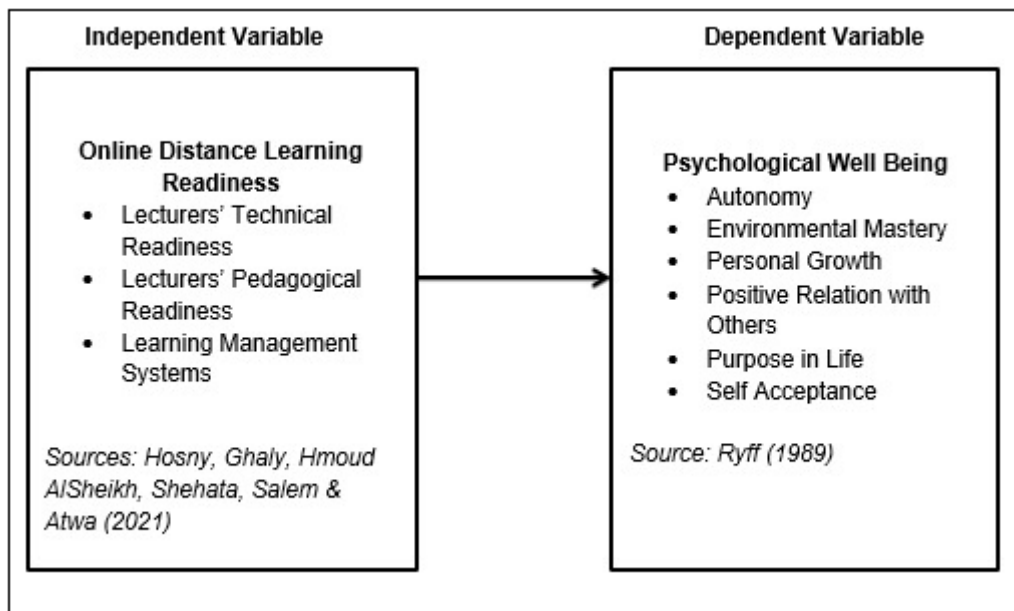 Independent Variable
Online Distance Learning
Readiness
• Lecturers' Technical
Readiness
• Lecturers' Pedagogical
Readiness
• Learning Management
Systems
Sources: Hosny, Ghaly, Hmoud
AlSheikh, Shehata, Salem &
Atwa (2021)
Dependent Variable
Psychological Well Being
• Autonomy
• Environmental Mastery
• Personal Growth
• Positive Relation with
Others
• Purpose in Life
• Self Acceptance
Source: Ryff (1989)